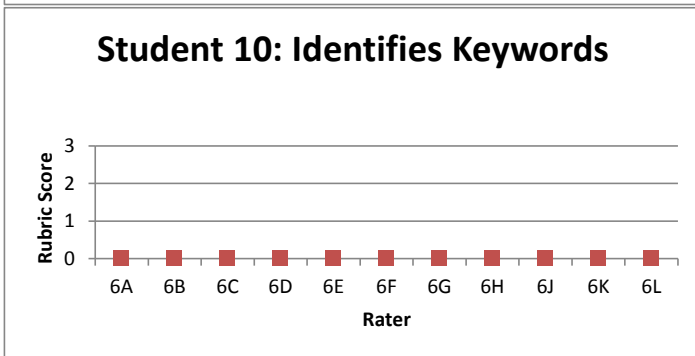 Student 10: Identifies Keywords
Rubric Score
3
2
1
0
6A 6B 6C 6D 6E 6F 6G 6H 6J 6K 6L
Rater